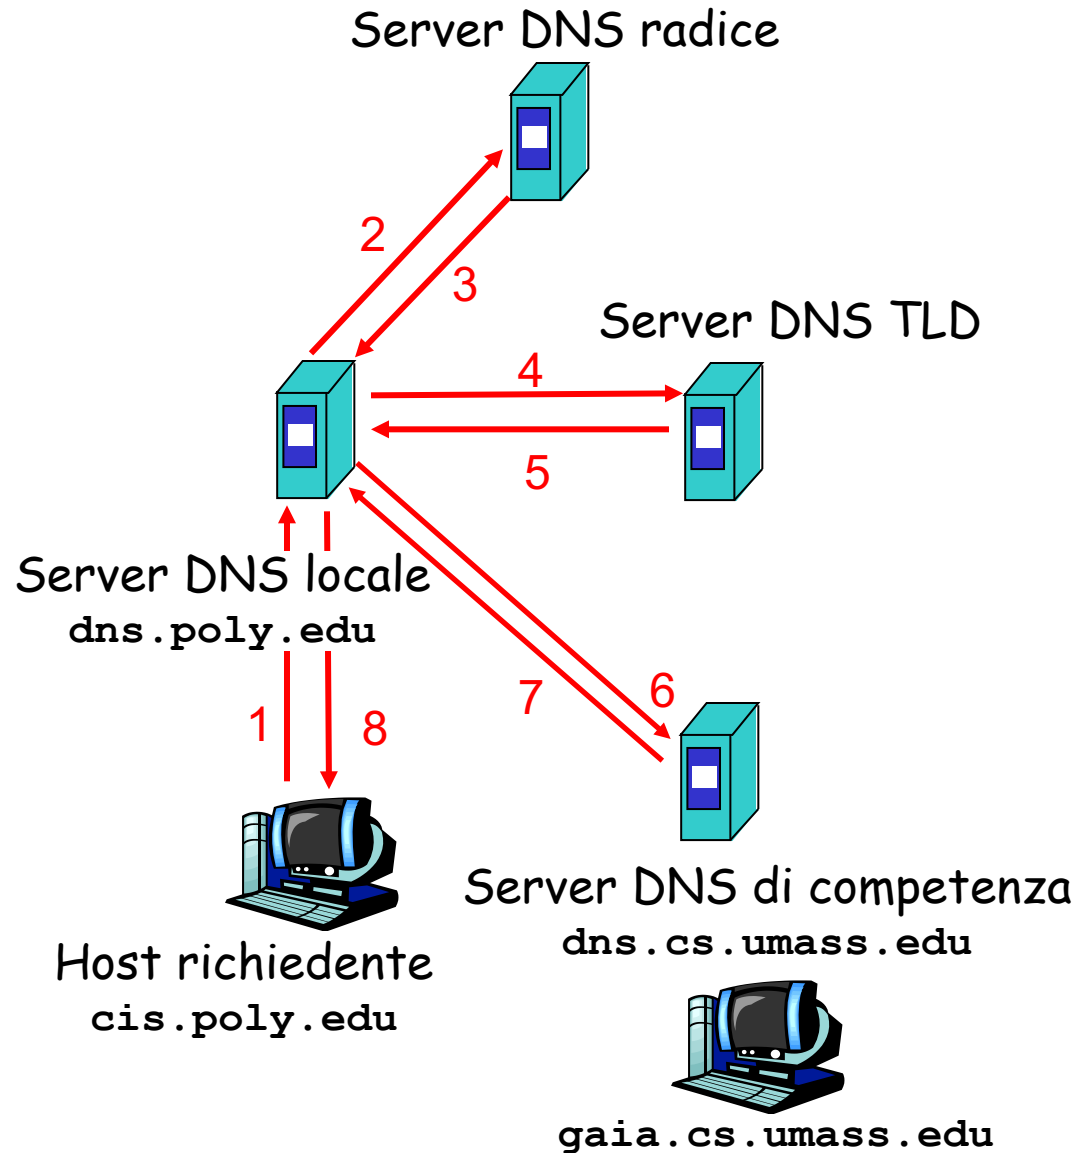 Server DNS radice
2
3
Server DNS TLD
4
5
Server DNS locale
dns.poly.edu
7
6
1
8
Server DNS di competenza
dns.cs.umass.edu
Host richiedente
cis.poly.edu
gaia.cs.umass.edu